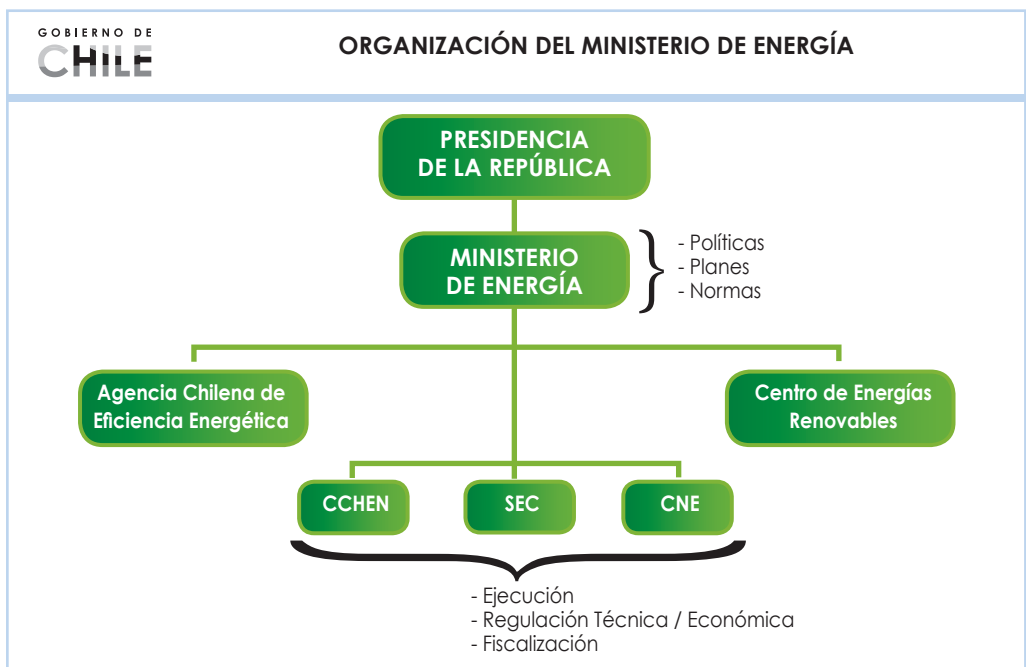 GOBIERNO DE
CHILE
ORGANIZACIÓN DEL MINISTERIO DE ENERGÍA
PRESIDENCIA
DE LA REPÚBLICA
MINISTERIO
DE ENERGÍA
- Políticas
- Planes
- Normas
Agencia Chilena de
Eficiencia Energética
Centro de Energías
Renovables
CCHEN
SEC
CNE
- Ejecución
- Regulación Técnica / Económica
- Fiscalización